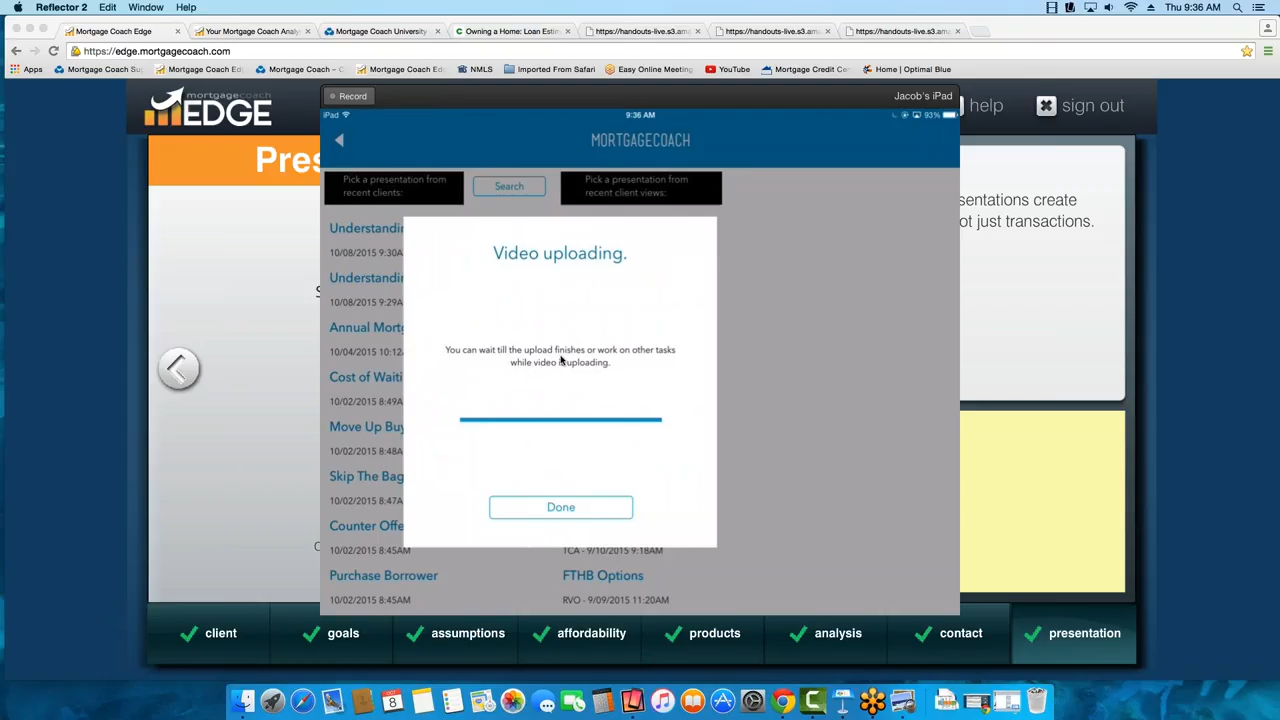 Reflector 2 Edit Window Help Thu 9:36 AM
Mortgage Coach Edge × Your Mortgage Coach Analy × Mortgage Coach University × Owning a Home: Loan Estim × https://handouts-live.s3.ama × https://handouts-live.s3.ama × https://handouts-live.s3.ama ×
https://edge.mortgagecoach.com
Apps Mortgage Coach Su Mortgage Coach Ed Mortgage Coach – C Mortgage Coach Ed NMLS Imported From Safari Easy Online Meeting YouTube Mortgage Credit Ce Home | Optimal Blue
mortgagecoach
EDGE
help
sign out
Pres
Record
Jacob's iPad
iPad 9:36 AM 93%
MORTGAGECOACH
Pick a presentation from
recent clients:
Search
Pick a presentation from
recent client views:
sentations create
ot just transactions.
Understandin
10/08/2015 9:30A
Understandin
10/08/2015 9:29A
Annual Mortg
10/04/2015 10:12
Cost of Waiti
10/02/2015 8:49A
Move Up Buy
10/02/2015 8:48A
Skip The Bag
10/02/2015 8:47A
Counter Offe
10/02/2015 8:45AM
Purchase Borrower
10/02/2015 8:45AM
Video uploading.
You can wait till the upload finishes or work on other tasks
while video is uploading.
Done
TCA - 9/10/2015 9:18AM
FTHB Options
RVO - 9/09/2015 11:20AM
client goals assumptions affordability products analysis contact presentation
8